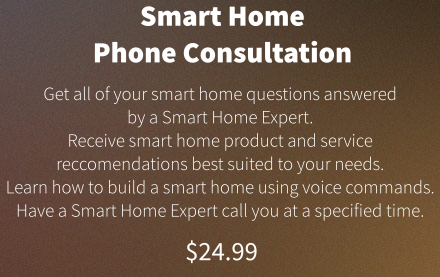 Smart Home
Phone Consultation
Get all of your smart home questions answered
by a Smart Home Expert.
Receive smart home product and service
reccomendations best suited to your needs.
Learn how to build a smart home using voice commands.
Have a Smart Home Expert call you at a specified time.
$24.99